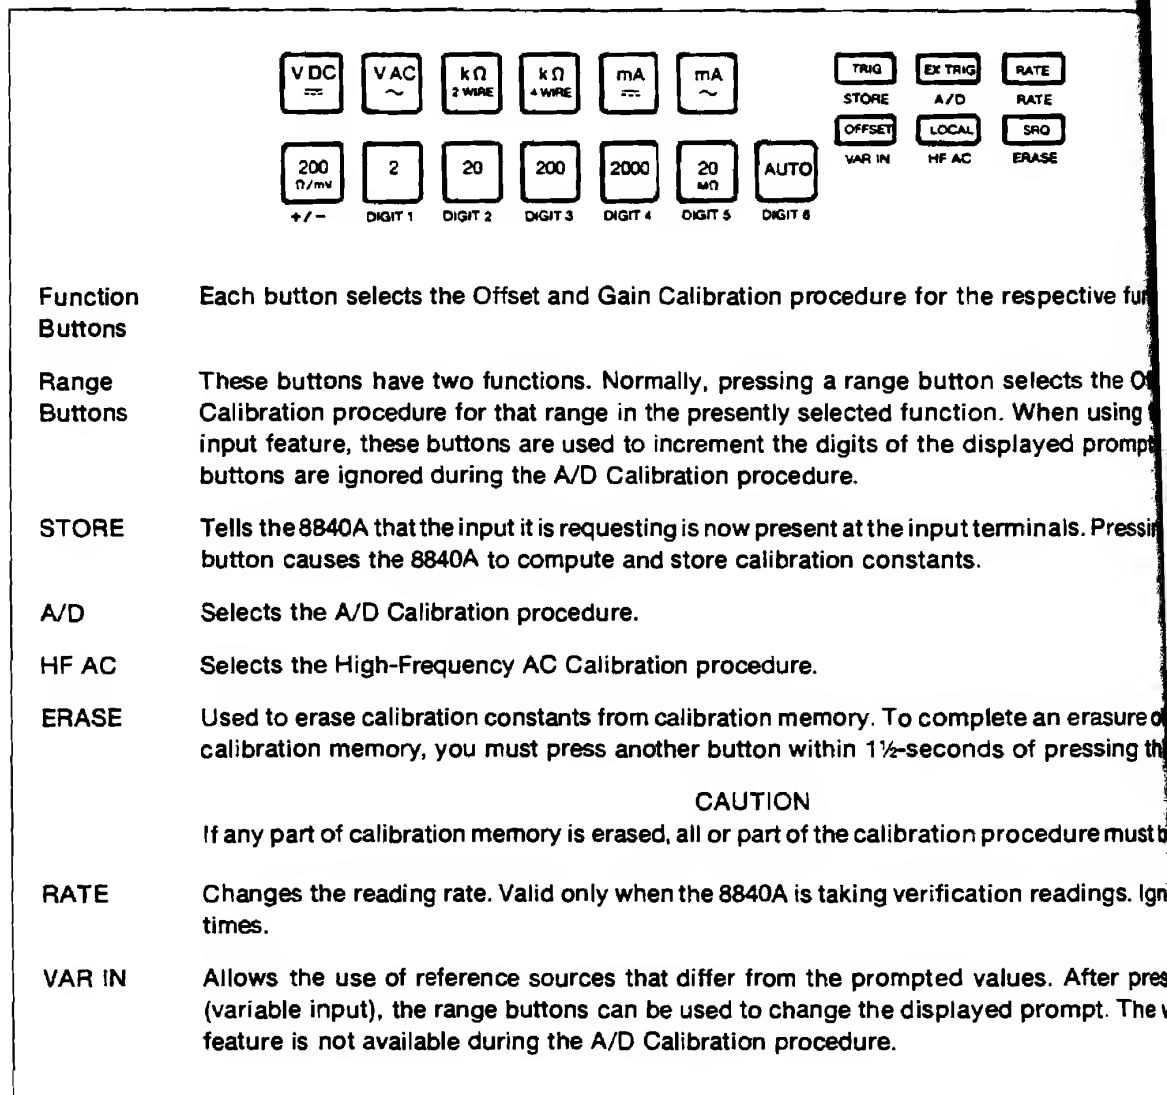 V DC V AC ~ kΩ 2 WIRE kΩ 4 WIRE mA mA ~
TRIG EX TRIG RATE
STORE A/D RATE
OFFSET LOCAL SRQ
VAR IN HF AC ERASE
200 Ω/mV 2 20 200 2000 20 MΩ AUTO
+/− DIGIT 1 DIGIT 2 DIGIT 3 DIGIT 4 DIGIT 5 DIGIT 6
Function Each button selects the Offset and Gain Calibration procedure for the respective
Buttons
Range These buttons have two functions. Normally, pressing a range button selects the
Buttons Calibration procedure for that range in the presently selected function. When using
input feature, these buttons are used to increment the digits of the displayed prompt
buttons are ignored during the A/D Calibration procedure.
STORE Tells the 8840A that the input it is requesting is now present at the input terminals.
button causes the 8840A to compute and store calibration constants.
A/D Selects the A/D Calibration procedure.
HF AC Selects the High-Frequency AC Calibration procedure.
ERASE Used to erase calibration constants from calibration memory. To complete an erasure
calibration memory, you must press another button within 1½-seconds of pressing
CAUTION
If any part of calibration memory is erased, all or part of the calibration procedure must
RATE Changes the reading rate. Valid only when the 8840A is taking verification readings.
times.
VAR IN Allows the use of reference sources that differ from the prompted values. After
(variable input), the range buttons can be used to change the displayed prompt. The
feature is not available during the A/D Calibration procedure.